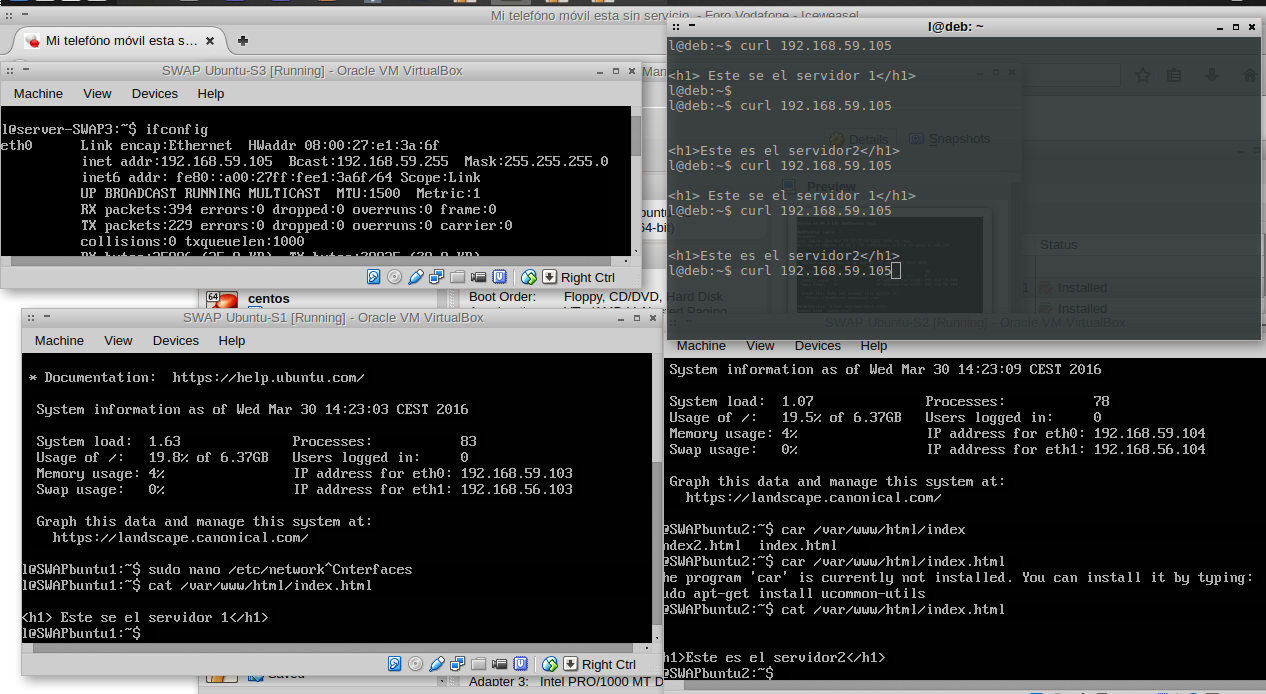 Mi telefóno móvil esta sin servicio. - Foro Vodafone - Iceweasel
Mi telefóno móvil esta s...
SWAP Ubuntu-S3 [Running] - Oracle VM VirtualBox
Machine View Devices Help
l@server-SWAP3:~$ ifconfig
eth0 Link encap:Ethernet HWaddr 08:00:27:e1:3a:6f
inet addr:192.168.59.105 Bcast:192.168.59.255 Mask:255.255.255.0
inet6 addr: fe80::a00:27ff:fee1:3a6f/64 Scope:Link
UP BROADCAST RUNNING MULTICAST MTU:1500 Metric:1
RX packets:394 errors:0 dropped:0 overruns:0 frame:0
TX packets:229 errors:0 dropped:0 overruns:0 carrier:0
collisions:0 txqueuelen:1000
Right Ctrl
l@deb: ~
l@deb:~$ curl 192.168.59.105
<h1> Este se el servidor 1</h1>
l@deb:~$
l@deb:~$ curl 192.168.59.105
<h1>Este es el servidor2</h1>
l@deb:~$ curl 192.168.59.105
<h1> Este se el servidor 1</h1>
l@deb:~$ curl 192.168.59.105
<h1>Este es el servidor2</h1>
l@deb:~$ curl 192.168.59.105
Details Snapshots
Preview
Status
Installed
Installed
64
centos
Boot Order: Floppy, CD/DVD, Hard Disk
SWAP Ubuntu-S1 [Running] - Oracle VM VirtualBox
Machine View Devices Help
* Documentation: https://help.ubuntu.com/
System information as of Wed Mar 30 14:23:03 CEST 2016
System load: 1.63 Processes: 83
Usage of /: 19.8% of 6.37GB Users logged in: 0
Memory usage: 4% IP address for eth0: 192.168.59.103
Swap usage: 0% IP address for eth1: 192.168.56.103
Graph this data and manage this system at:
https://landscape.canonical.com/
l@SWAPbuntu1:~$ sudo nano /etc/network^Cnterfaces
l@SWAPbuntu1:~$ cat /var/www/html/index.html
<h1> Este se el servidor 1</h1>
l@SWAPbuntu1:~$
Right Ctrl
SWAP Ubuntu-S2 [Running] - Oracle VM VirtualBox
Machine View Devices Help
System information as of Wed Mar 30 14:23:09 CEST 2016
System load: 1.07 Processes: 78
Usage of /: 19.5% of 6.37GB Users logged in: 0
Memory usage: 4% IP address for eth0: 192.168.59.104
Swap usage: 0% IP address for eth1: 192.168.56.104
Graph this data and manage this system at:
https://landscape.canonical.com/
@SWAPbuntu2:~$ car /var/www/html/index
ndex2.html index.html
@SWAPbuntu2:~$ car /var/www/html/index.html
he program 'car' is currently not installed. You can install it by typing:
udo apt-get install ucommon-utils
@SWAPbuntu2:~$ cat /var/www/html/index.html
h1>Este es el servidor2</h1>
@SWAPbuntu2:~$
Saved
Adapter 3: Intel PRO/1000 MT D